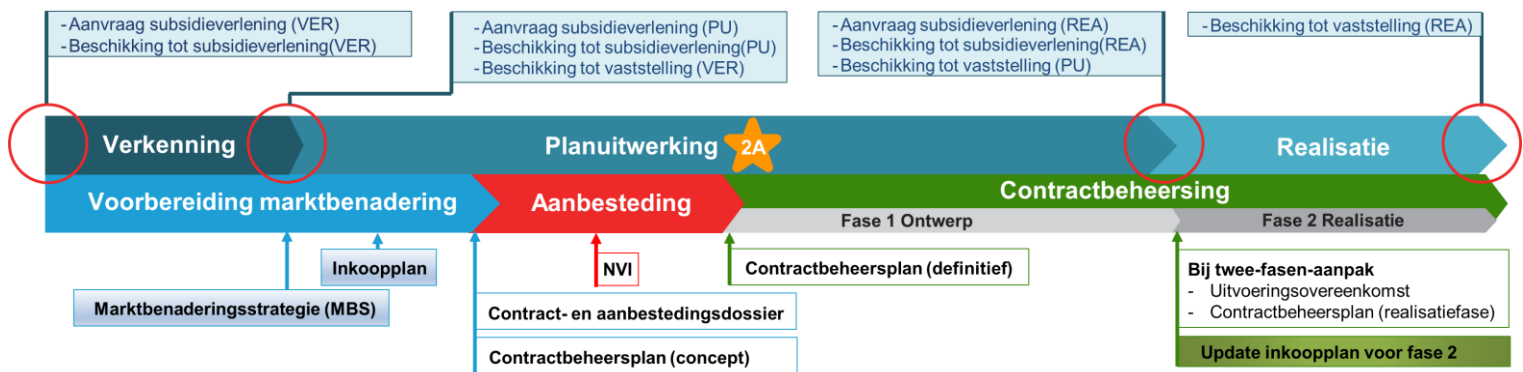 -Aanvraag subsidieverlening (VER)
-Beschikking tot subsidieverlening(VER)
-Aanvraag subsidieverlening (PU)
-Beschikking tot subsidieverlening(PU)
-Beschikking tot vaststelling (VER)
-Aanvraag subsidieverlening (REA)
-Beschikking tot subsidieverlening(REA)
-Beschikking tot vaststelling (PU)
-Beschikking tot vaststelling (REA)
Verkenning
Planuitwerking
2A
Realisatie
Voorbereiding marktbenadering
Aanbesteding
Contractbeheersing
Fase 1 Ontwerp
Fase 2 Realisatie
Inkoopplan
Marktbenaderingsstrategie (MBS)
NVI
Contract- en aanbestedingsdossier
Contractbeheersplan (concept)
Contractbeheersplan (definitief)
Bij twee-fasen-aanpak
- Uitvoeringsovereenkomst
- Contractbeheersplan (realisatiefase)
Update inkoopplan voor fase 2